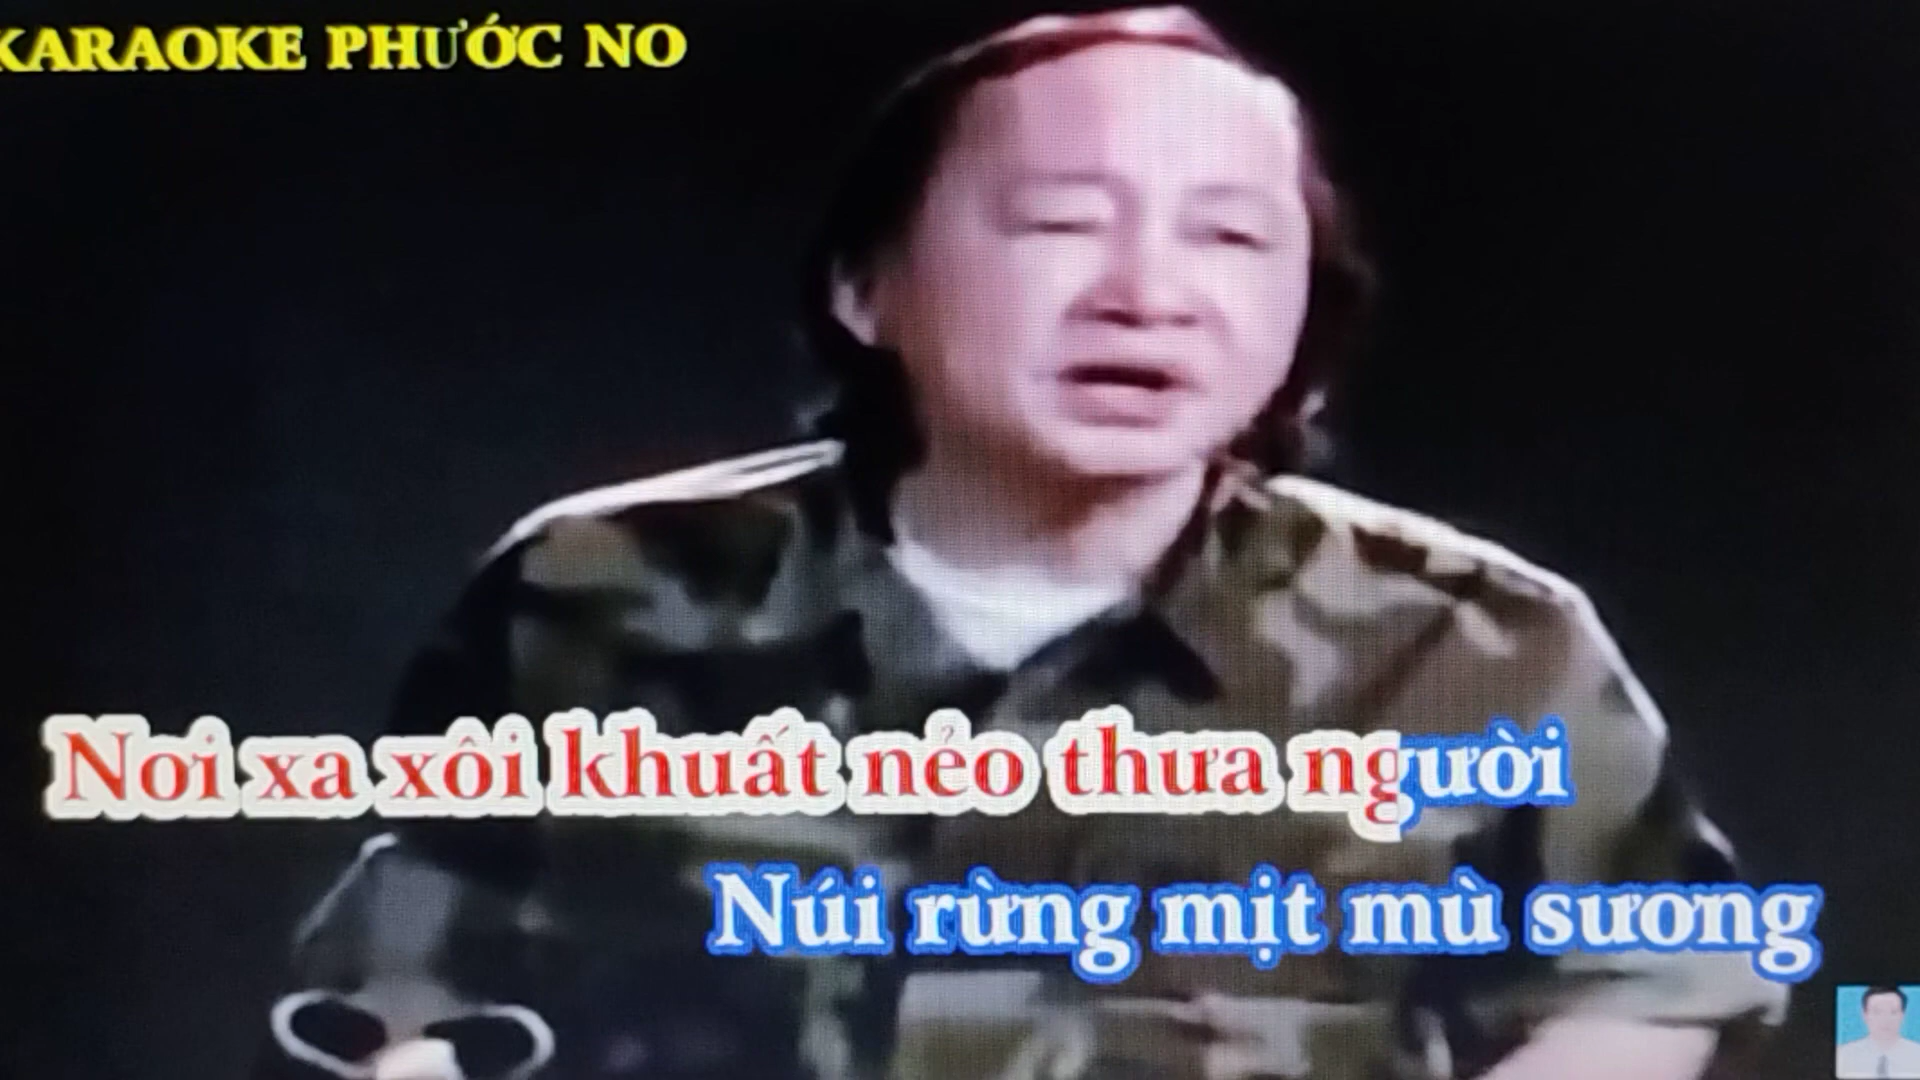 KARAOKE PHƯỚC NO
Nơi xa xôi khuất nẻo thưa người
Núi rừng mịt mù sương